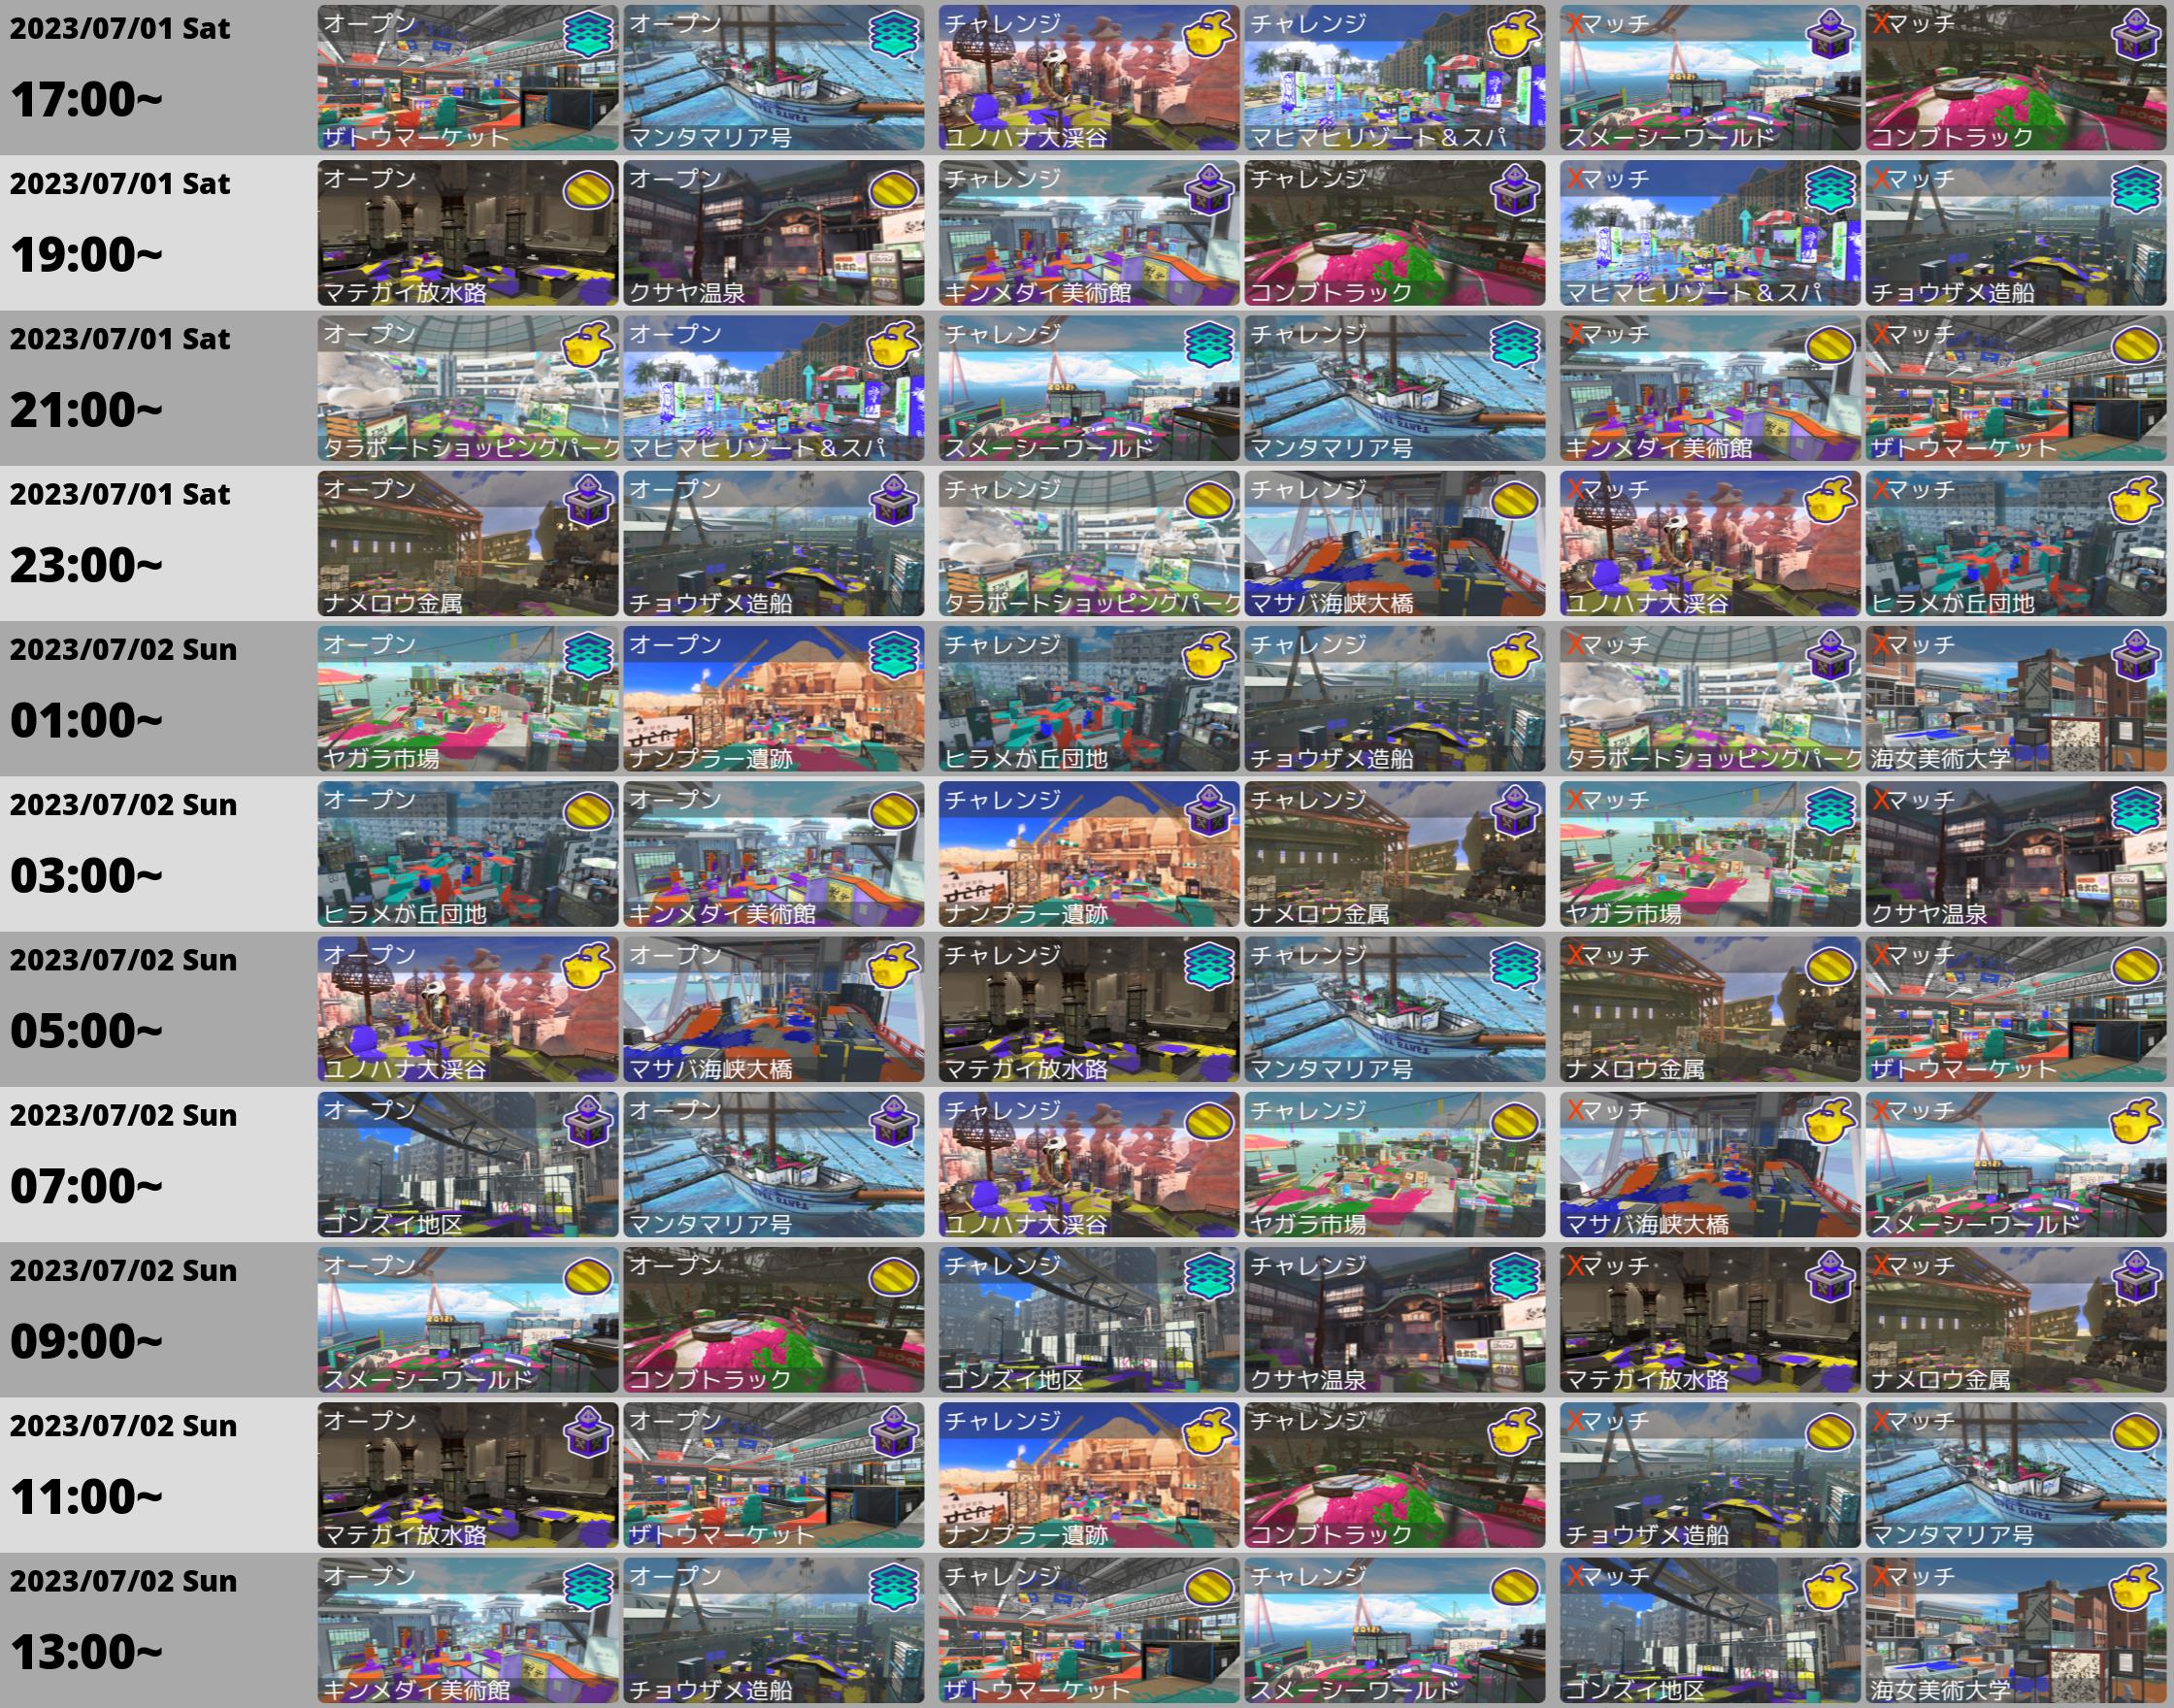 2023/07/01 Sat
17:00~
オープン
ザトウマーケット
オープン
マンタマリア号
チャレンジ
ユノハナ大渓谷
チャレンジ
マヒマヒリゾート＆スパ
Xマッチ
スメーシーワールド
Xマッチ
コンブトラック
2023/07/01 Sat
19:00~
オープン
マテガイ放水路
オープン
クサヤ温泉
チャレンジ
キンメダイ美術館
チャレンジ
コンブトラック
Xマッチ
マヒマヒリゾート＆スパ
Xマッチ
チョウザメ造船
2023/07/01 Sat
21:00~
オープン
タラポートショッピングパーク
オープン
マヒマヒリゾート＆スパ
チャレンジ
スメーシーワールド
チャレンジ
マンタマリア号
Xマッチ
キンメダイ美術館
Xマッチ
ザトウマーケット
2023/07/01 Sat
23:00~
オープン
ナメロウ金属
オープン
チョウザメ造船
チャレンジ
タラポートショッピングパーク
チャレンジ
マサバ海峡大橋
Xマッチ
ユノハナ大渓谷
Xマッチ
ヒラメが丘団地
2023/07/02 Sun
01:00~
オープン
ヤガラ市場
オープン
ナンプラー遺跡
チャレンジ
ヒラメが丘団地
チャレンジ
チョウザメ造船
Xマッチ
タラポートショッピングパーク
Xマッチ
海女美術大学
2023/07/02 Sun
03:00~
オープン
ヒラメが丘団地
オープン
キンメダイ美術館
チャレンジ
ナンプラー遺跡
チャレンジ
ナメロウ金属
Xマッチ
ヤガラ市場
Xマッチ
クサヤ温泉
2023/07/02 Sun
05:00~
オープン
ユノハナ大渓谷
オープン
マサバ海峡大橋
チャレンジ
マテガイ放水路
チャレンジ
マンタマリア号
Xマッチ
ナメロウ金属
Xマッチ
ザトウマーケット
2023/07/02 Sun
07:00~
オープン
ゴンズイ地区
オープン
マンタマリア号
チャレンジ
ユノハナ大渓谷
チャレンジ
ヤガラ市場
Xマッチ
マサバ海峡大橋
Xマッチ
スメーシーワールド
2023/07/02 Sun
09:00~
オープン
スメーシーワールド
オープン
コンブトラック
チャレンジ
ゴンズイ地区
チャレンジ
クサヤ温泉
Xマッチ
マテガイ放水路
Xマッチ
ナメロウ金属
2023/07/02 Sun
11:00~
オープン
マテガイ放水路
オープン
ザトウマーケット
チャレンジ
ナンプラー遺跡
チャレンジ
コンブトラック
Xマッチ
チョウザメ造船
Xマッチ
マンタマリア号
2023/07/02 Sun
13:00~
オープン
キンメダイ美術館
オープン
チョウザメ造船
チャレンジ
ザトウマーケット
チャレンジ
スメーシーワールド
Xマッチ
ゴンズイ地区
Xマッチ
海女美術大学